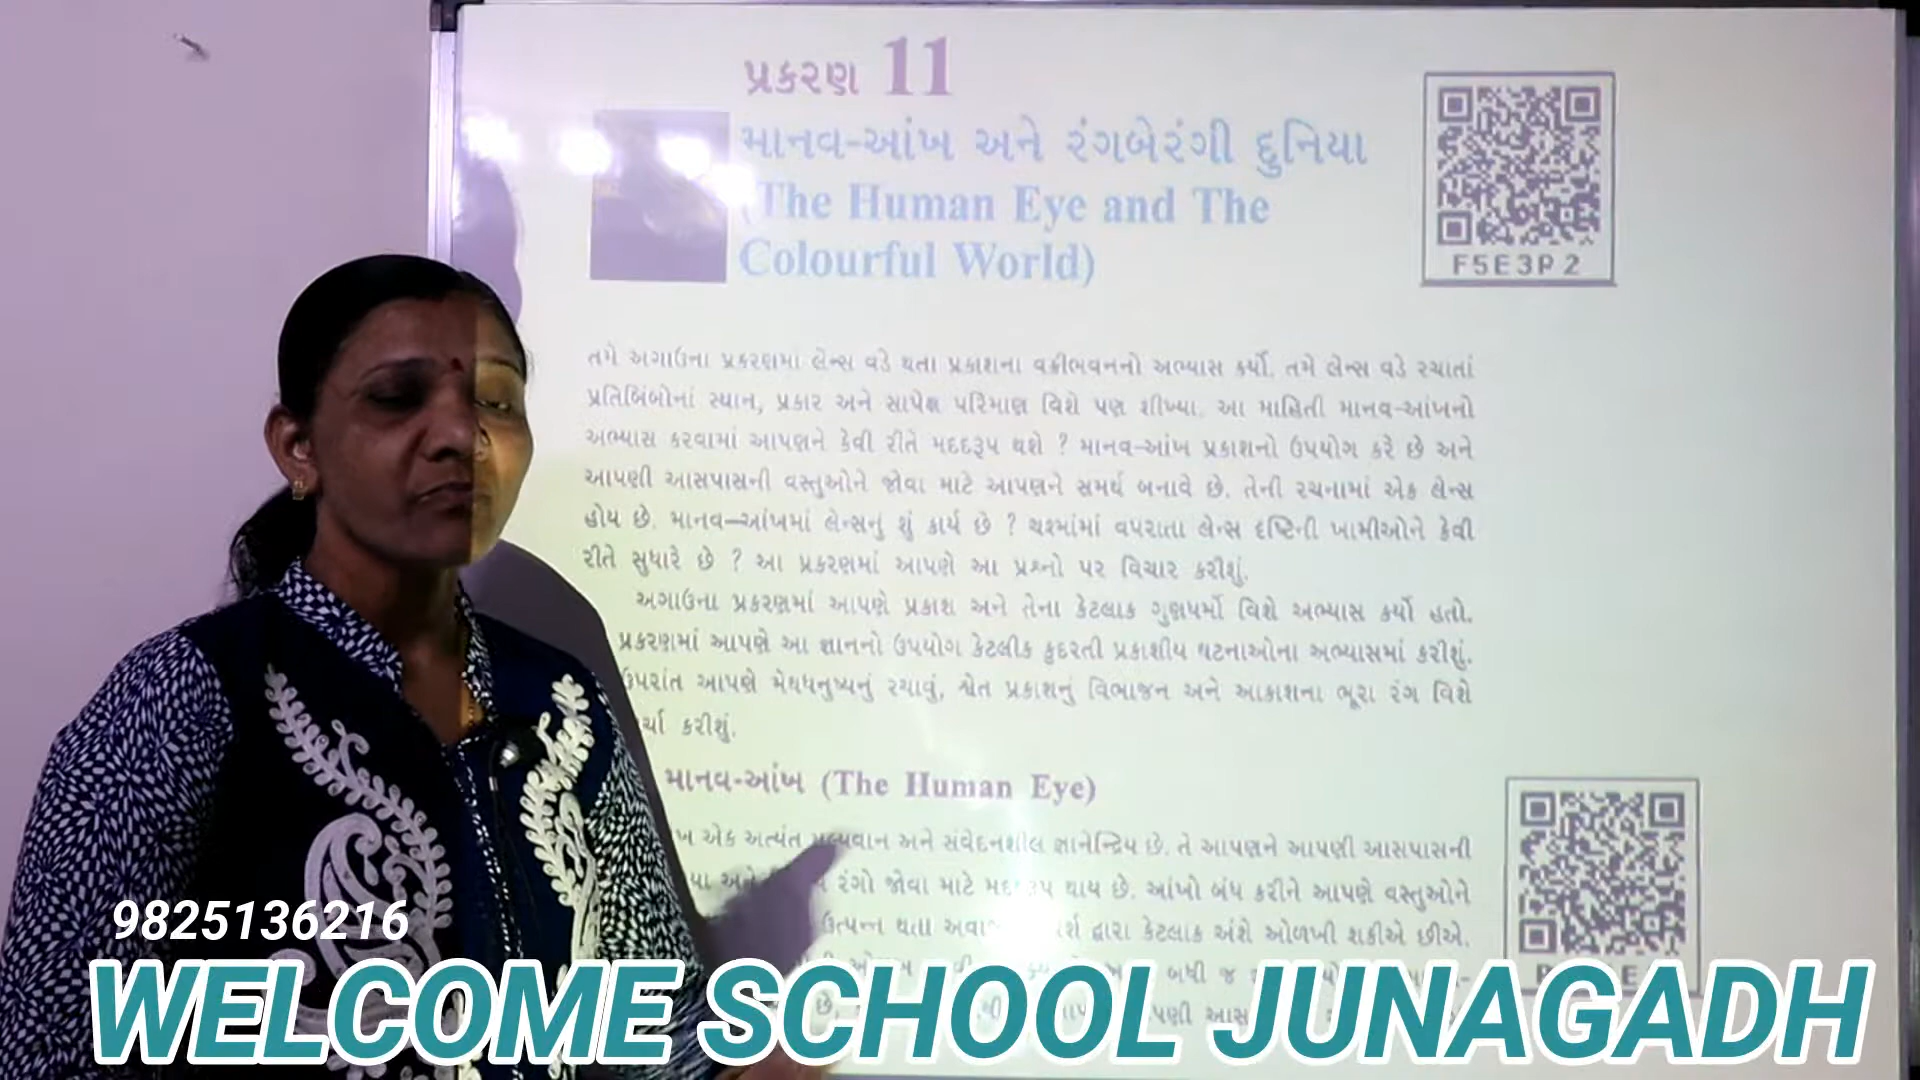 પ્રકરણ 11
માનવ-આંખ અને રંગબેરંગી દુનિયા
(The Human Eye and The
Colourful World)
F5E3P2
તમે અગાઉના પ્રકરણમાં લેન્સ વડે થતા પ્રકાશના વક્રીભવનનો અભ્યાસ કર્યો. તમે લેન્સ વડે રચાતાં
પ્રતિબિંબોનાં સ્થાન, પ્રકાર અને સાપેક્ષ પરિમાણ વિશે પણ શીખ્યા. આ માહિતી માનવ-આંખનો
અભ્યાસ કરવામાં આપણને કેવી રીતે મદદરૂપ થશે ? માનવ-આંખ પ્રકાશનો ઉપયોગ કરે છે અને
આપણી આસપાસની વસ્તુઓને જોવા માટે આપણને સમર્થ બનાવે છે. તેની રચનામાં એક લેન્સ
હોય છે. માનવ-આંખમાં લેન્સનું શું કાર્ય છે ? ચશ્માંમાં વપરાતા લેન્સ દૃષ્ટિની ખામીઓને કેવી
રીતે સુધારે છે ? આ પ્રકરણમાં આપણે આ પ્રશ્નો પર વિચાર કરીશું.
અગાઉના પ્રકરણમાં આપણે પ્રકાશ અને તેના કેટલાક ગુણધર્મો વિશે અભ્યાસ કર્યો હતો.
પ્રકરણમાં આપણે આ જ્ઞાનનો ઉપયોગ કેટલીક કુદરતી પ્રકાશીય ઘટનાઓના અભ્યાસમાં કરીશું.
ઉપરાંત આપણે મેઘધનુષ્યનું રચાવું, શ્વેત પ્રકાશનું વિભાજન અને આકાશના ભૂરા રંગ વિશે
કરીશું.
માનવ-આંખ (The Human Eye)
એક અત્યંત મૂલ્યવાન અને સંવેદનશીલ જ્ઞાનેન્દ્રિય છે. તે આપણને આપણી આસપાસની
રંગો જોવા માટે મદદરૂપ થાય છે. આંખો બંધ કરીને આપણે વસ્તુઓને
ઉત્પન્ન થતા દ્વારા કેટલાક અંશે ઓળખી શકીએ છીએ.
બધી જ
9825136216
WELCOME SCHOOL JUNAGADH